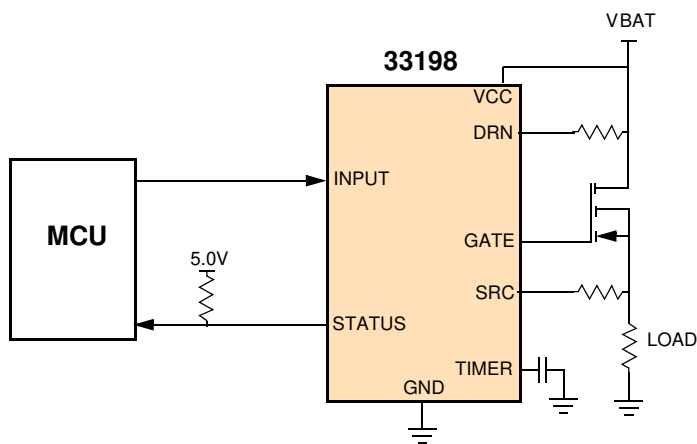 VBAT
33198
VCC
DRN
INPUT
MCU
GATE
5.0V
SRC
STATUS
LOAD
TIMER
GND